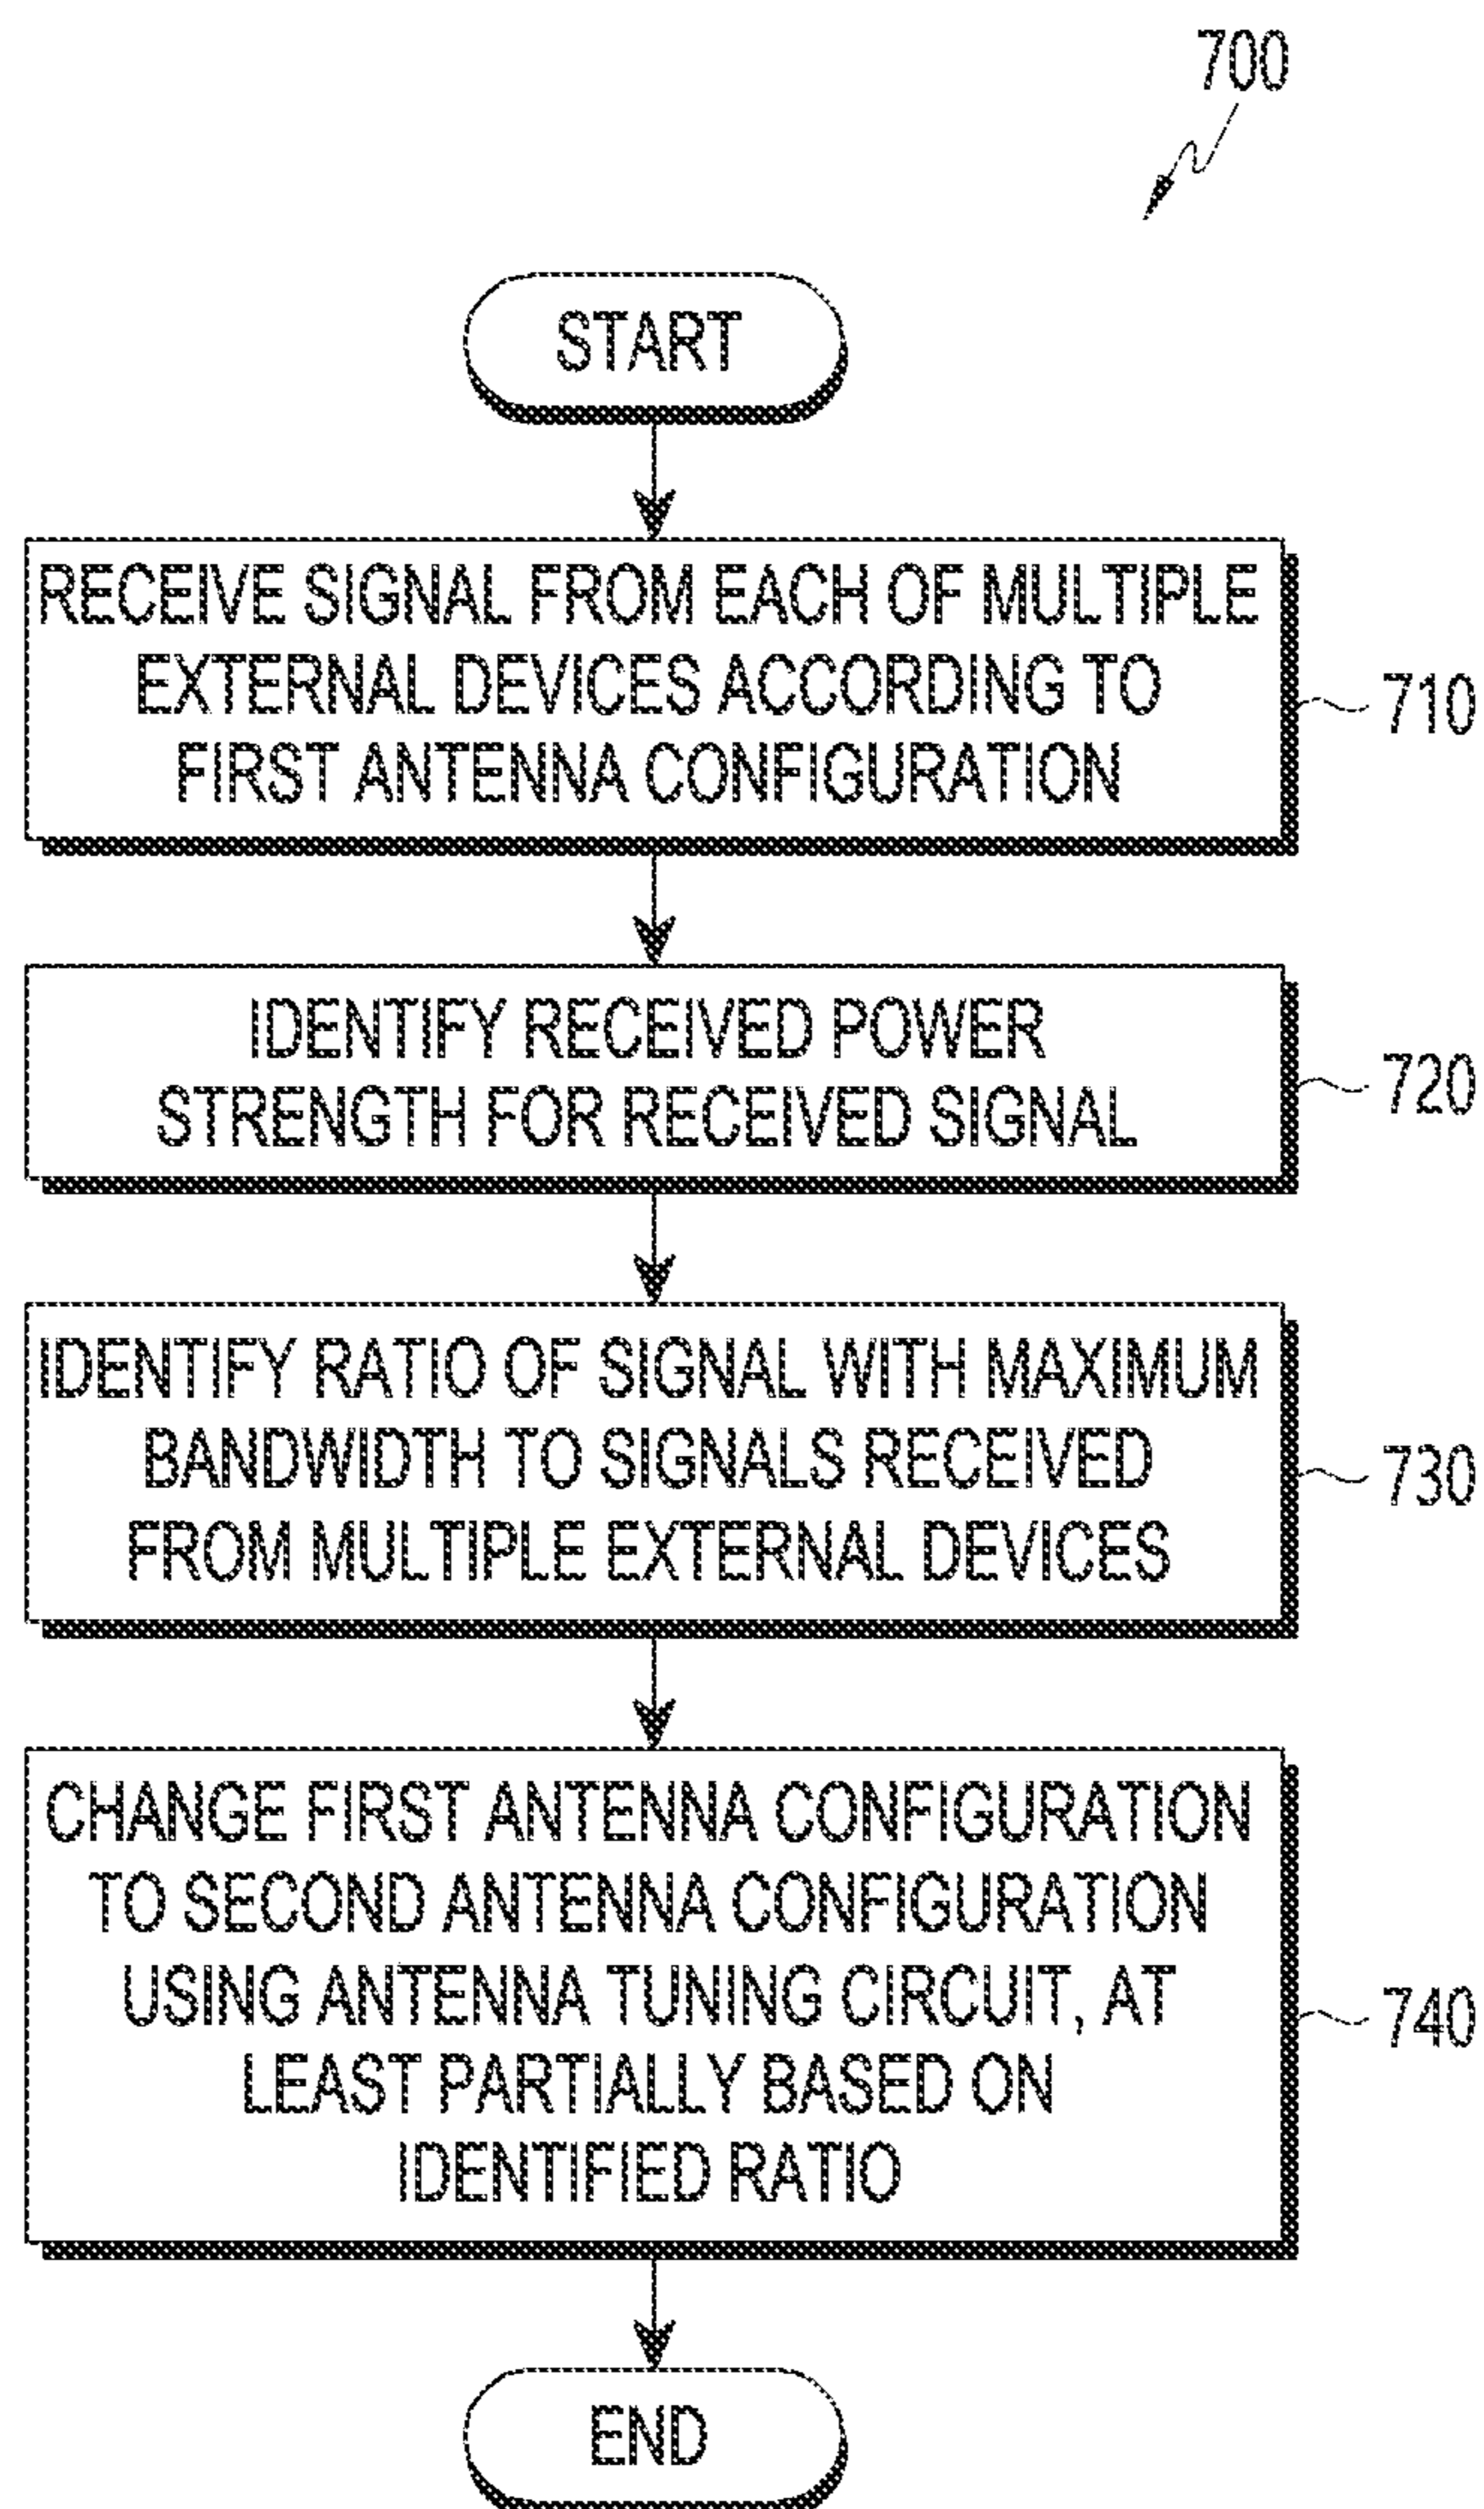 700
START
RECEIVE SIGNAL FROM EACH OF MULTIPLE
EXTERNAL DEVICES ACCORDING TO
FIRST ANTENNA CONFIGURATION
710
IDENTIFY RECEIVED POWER
STRENGTH FOR RECEIVED SIGNAL
720
IDENTIFY RATIO OF SIGNAL WITH MAXIMUM
BANDWIDTH TO SIGNALS RECEIVED
FROM MULTIPLE EXTERNAL DEVICES
730
CHANGE FIRST ANTENNA CONFIGURATION
TO SECOND ANTENNA CONFIGURATION
USING ANTENNA TUNING CIRCUIT, AT
LEAST PARTIALLY BASED ON
IDENTIFIED RATIO
740
END